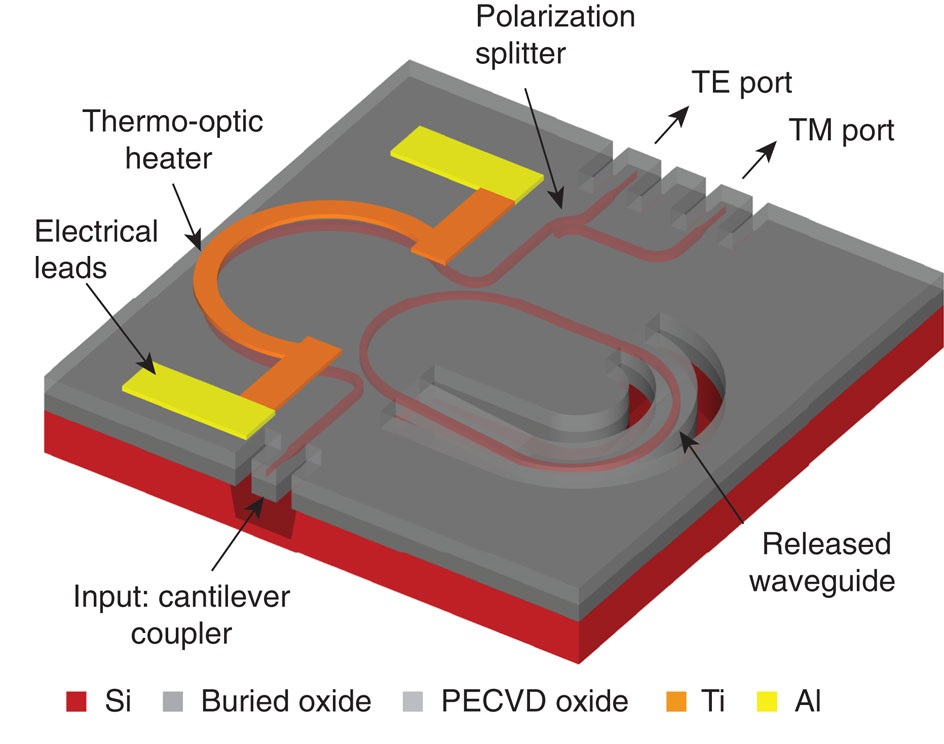 Polarization
splitter
TE port
TM port
Thermo-optic
heater
Electrical
leads
Released
waveguide
Input: cantilever
coupler
Si Buried oxide PECVD oxide Ti Al